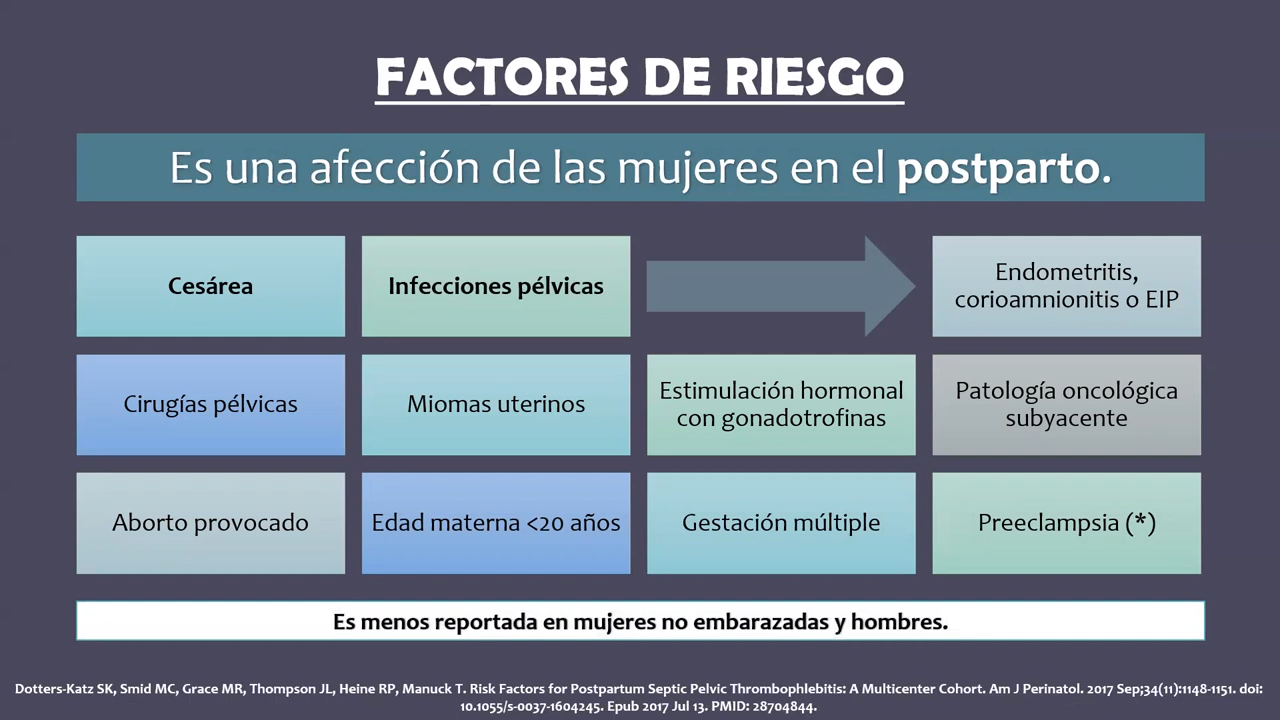 FACTORES DE RIESGO
Es una afección de las mujeres en el postparto.
Cesárea
Infecciones pélvicas
Endometritis,
corioamnionitis o EIP
Cirugías pélvicas
Miomas uterinos
Estimulación hormonal
con gonadotrofinas
Patología oncológica
subyacente
Aborto provocado
Edad materna <20 años
Gestación múltiple
Preeclampsia (*)
Es menos reportada en mujeres no embarazadas y hombres.
Dotters-Katz SK, Smid MC, Grace MR, Thompson JL, Heine RP, Manuck T. Risk Factors for Postpartum Septic Pelvic Thrombophlebitis: A Multicenter Cohort. Am J Perinatol. 2017 Sep;34(11):1148-1151. doi:
10.1055/s-0037-1604245. Epub 2017 Jul 13. PMID: 28704844.